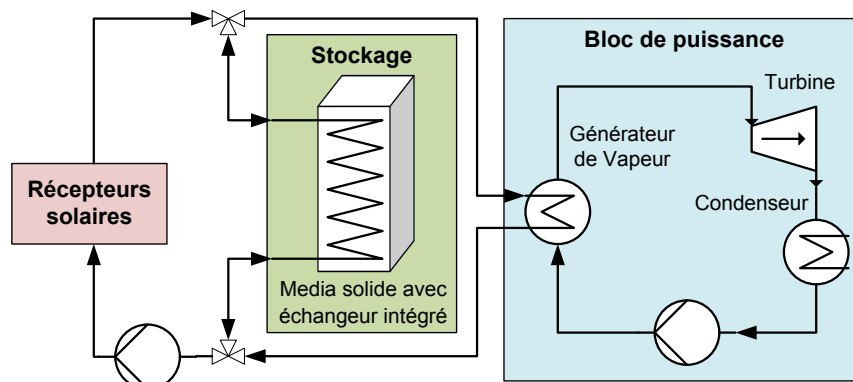 Récepteurs
solaires
Stockage
Media solide avec
échangeur intégré
Bloc de puissance
Turbine
Générateur
de Vapeur
Condenseur